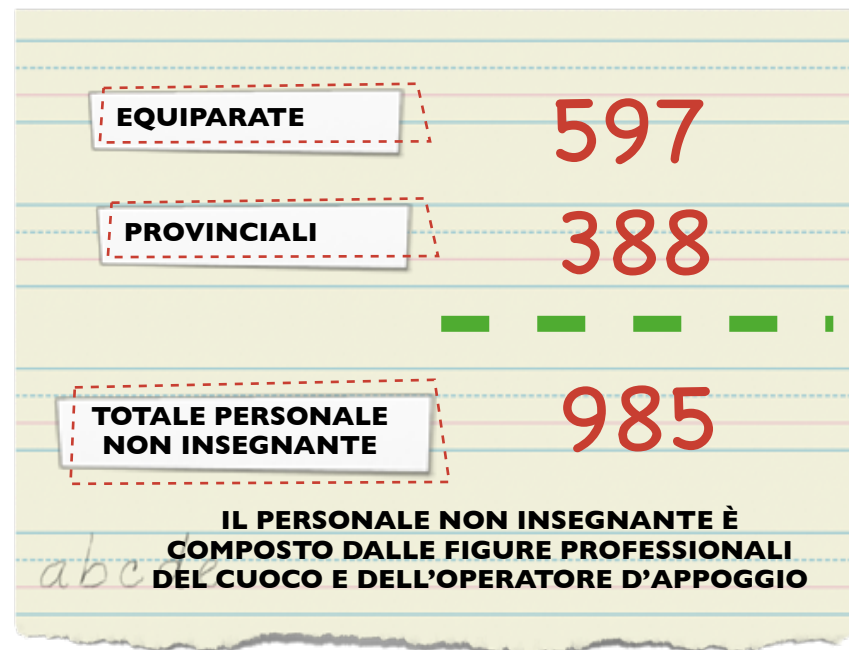 EQUIPARATE 597
PROVINCIALI 388
TOTALE PERSONALE
NON INSEGNANTE 985
IL PERSONALE NON INSEGNANTE È
COMPOSTO DALLE FIGURE PROFESSIONALI
abcde DEL CUOCO E DELL'OPERATORE D'APPOGGIO